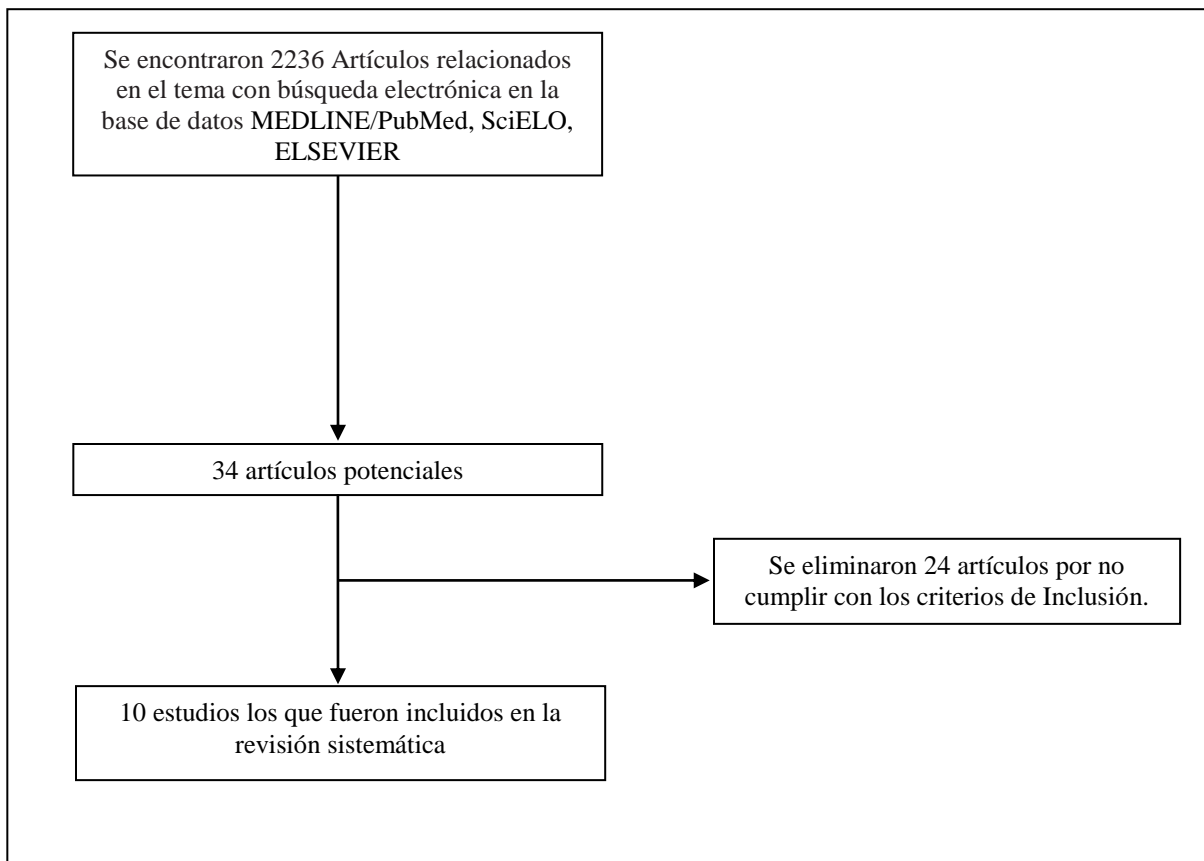 Se encontraron 2236 Artículos relacionados
en el tema con búsqueda electrónica en la
base de datos MEDLINE/PubMed, SciELO,
ELSEVIER
34 artículos potenciales
Se eliminaron 24 artículos por no
cumplir con los criterios de Inclusión.
10 estudios los que fueron incluidos en la
revisión sistemática